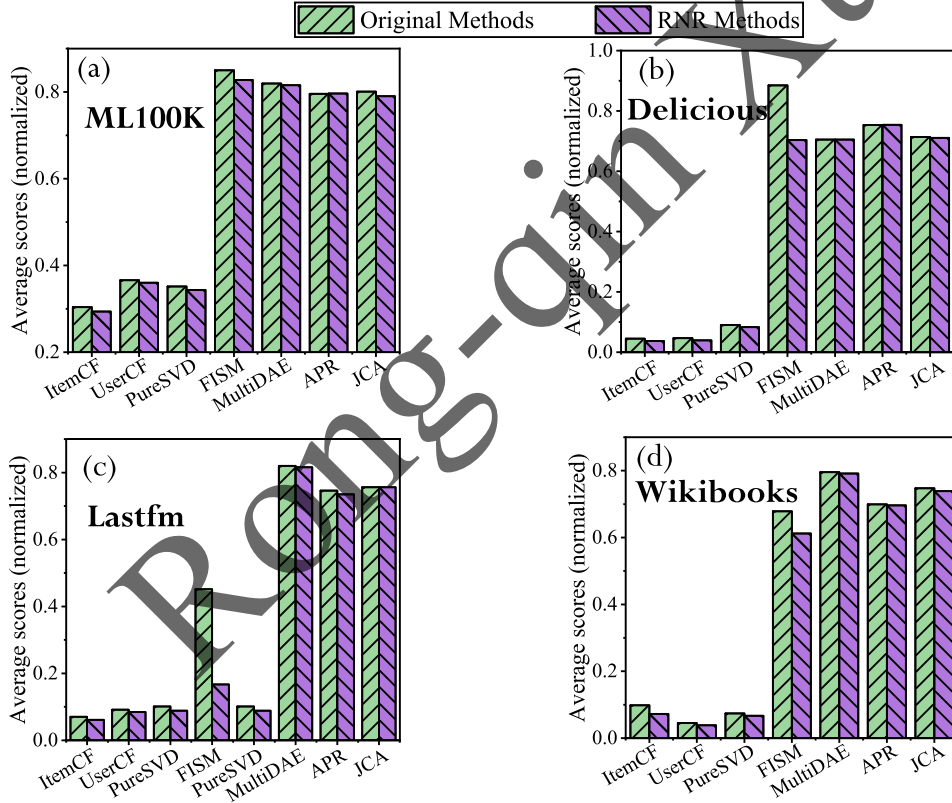 Original Methods RNR Methods
(a)
ML100K
Average scores (normalized)
0.8
0.6
0.4
0.2
ItemCF UserCF PureSVD FISM MultiDAE APR JCA
(b)
Delicious
Average scores (normalized)
1.0
0.8
0.6
0.4
0.2
0.0
ItemCF UserCF PureSVD FISM MultiDAE APR JCA
(c)
Lastfm
Average scores (normalized)
0.8
0.6
0.4
0.2
0.0
ItemCF UserCF PureSVD FISM PureSVD MultiDAE APR JCA
(d)
Wikibooks
Average scores (normalized)
0.8
0.6
0.4
0.2
0.0
ItemCF UserCF PureSVD FISM MultiDAE APR JCA
Rong-qin